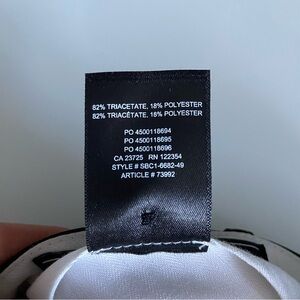 82% TRIACETATE, 18% POLYESTER
82% TRIACÉTATE, 18% POLYESTER
PO 4500118694
PO 4500118695
PO 4500118696
CA 23725 RN 122354
STYLE # SBC1-6682-49
ARTICLE # 73992